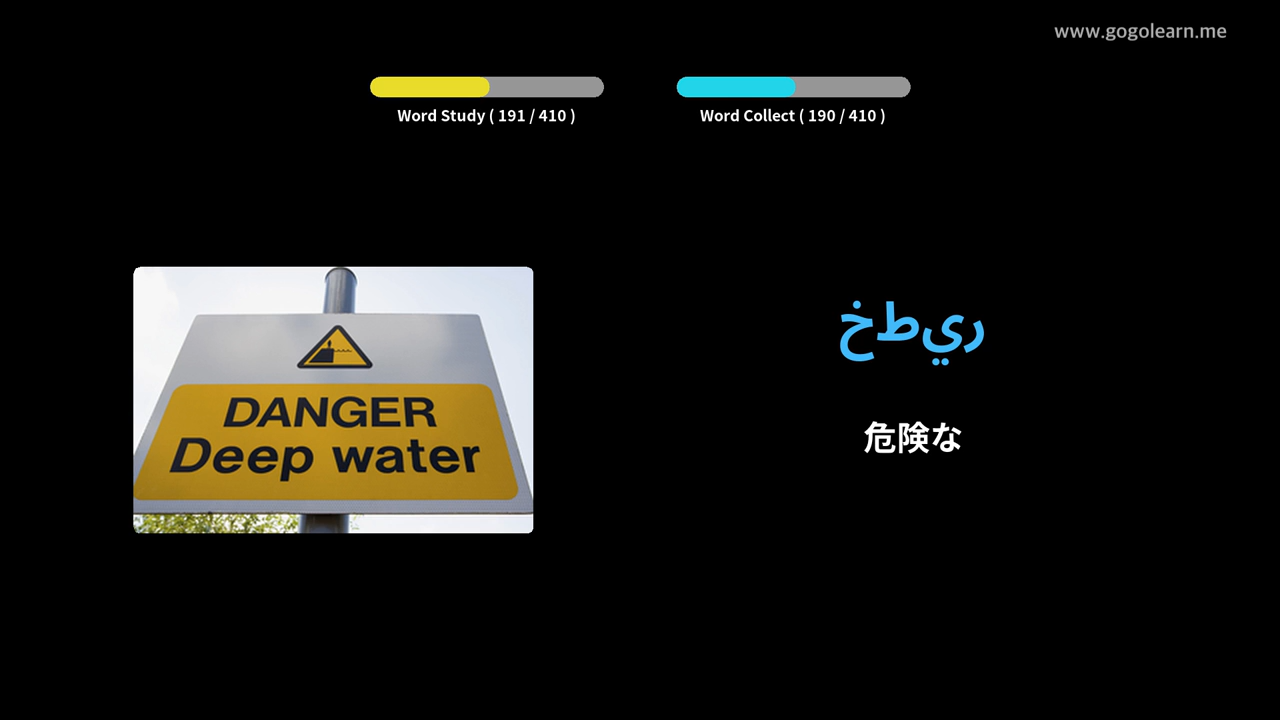 www.gogolearn.me
Word Study ( 191 / 410 )
Word Collect ( 190 / 410 )
DANGER
Deep water
خطير
危険な